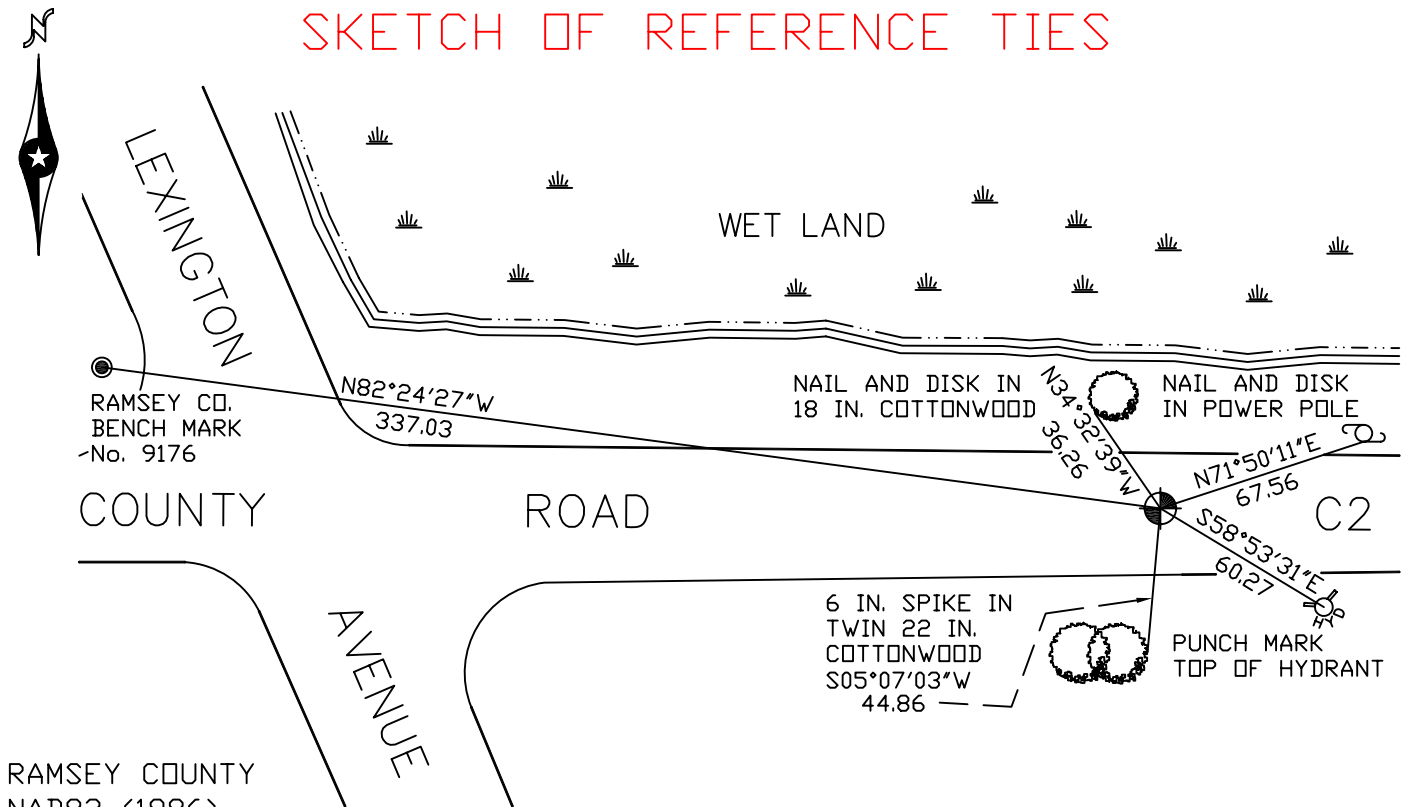 N
SKETCH OF REFERENCE TIES
LEXINGTON
WET LAND
N82°24'27"W
337.03
RAMSEY CO.
BENCH MARK
No. 9176
NAIL AND DISK IN
18 IN. COTTONWOOD
N34°32'39"W
36.26
NAIL AND DISK
IN POWER POLE
N71°50'11"E
67.56
COUNTY ROAD C2
S58°53'31"E
60.27
HYD
6 IN. SPIKE IN
TWIN 22 IN.
COTTONWOOD
S05°07'03"W
44.86
PUNCH MARK
TOP OF HYDRANT
AVENUE
RAMSEY COUNTY